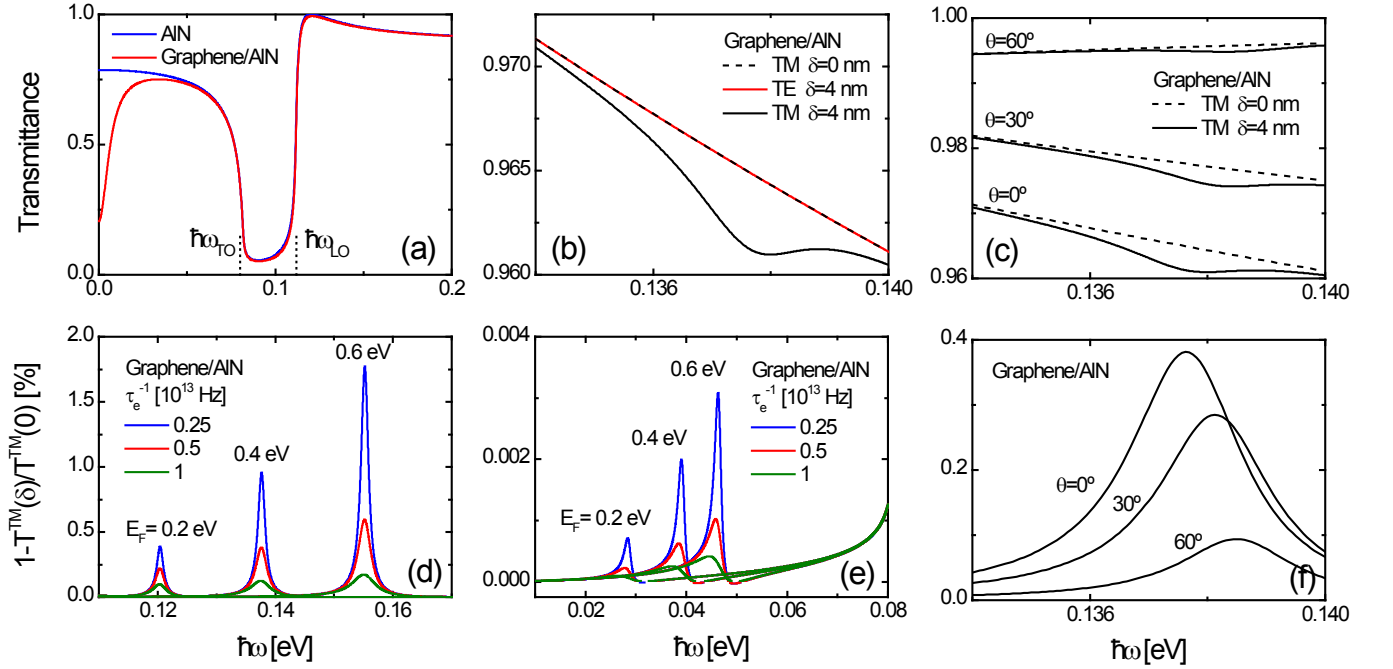 Transmittance
1.0
0.5
0.0
0.0
0.1
0.2
AlN
Graphene/AlN
ħω_TO
ħω_LO
(a)
0.970
0.965
0.960
0.136
0.140
Graphene/AlN
TM δ=0 nm
TE δ=4 nm
TM δ=4 nm
(b)
1.00
0.98
0.96
0.136
0.140
θ=60º
θ=30º
θ=0º
Graphene/AlN
TM δ=0 nm
TM δ=4 nm
(c)
1-T^TM(δ)/T^TM(0) [%]
2.0
1.5
1.0
0.5
0.0
0.12
0.14
0.16
ħω [eV]
Graphene/AlN
τ_e^-1 [10^13 Hz]
0.25
0.5
1
E_F= 0.2 eV
0.4 eV
0.6 eV
(d)
0.004
0.002
0.000
0.02
0.04
0.06
0.08
ħω [eV]
Graphene/AlN
τ_e^-1 [10^13 Hz]
0.25
0.5
1
E_F= 0.2 eV
0.4 eV
0.6 eV
(e)
0.4
0.2
0.0
0.136
0.140
ħω [eV]
Graphene/AlN
θ=0º
30º
60º
(f)